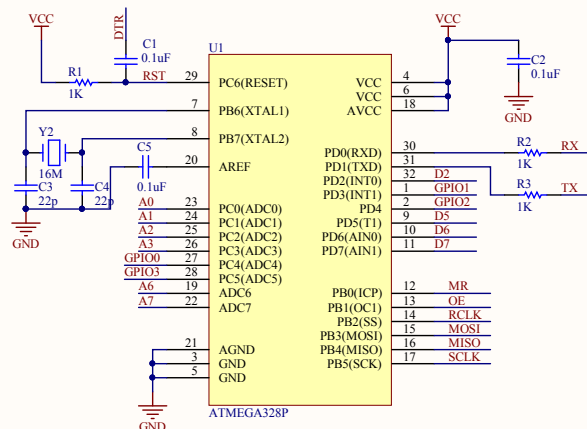 VCC
DTR
C1
0.1uF
R1
1K
RST
U1
29 PC6(RESET)
7 PB6(XTAL1)
8 PB7(XTAL2)
20 AREF
Y2
16M
C3
22p
C4
22p
C5
0.1uF
GND
A0 23 PC0(ADC0)
A1 24 PC1(ADC1)
A2 25 PC2(ADC2)
A3 26 PC3(ADC3)
GPIO0 27 PC4(ADC4)
GPIO3 28 PC5(ADC5)
A6 19 ADC6
A7 22 ADC7
21 AGND
3 GND
5 GND
GND
ATMEGA328P
VCC
C2
0.1uF
GND
VCC 4
VCC 6
AVCC 18
PD0(RXD) 30
PD1(TXD) 31
PD2(INT0) 32 D2
PD3(INT1) 1 GPIO1
PD4 2 GPIO2
PD5(T1) 9 D5
PD6(AIN0) 10 D6
PD7(AIN1) 11 D7
R2
1K
RX
R3
1K
TX
PB0(ICP) 12 MR
PB1(OC1) 13 OE
PB2(SS) 14 RCLK
PB3(MOSI) 15 MOSI
PB4(MISO) 16 MISO
PB5(SCK) 17 SCLK